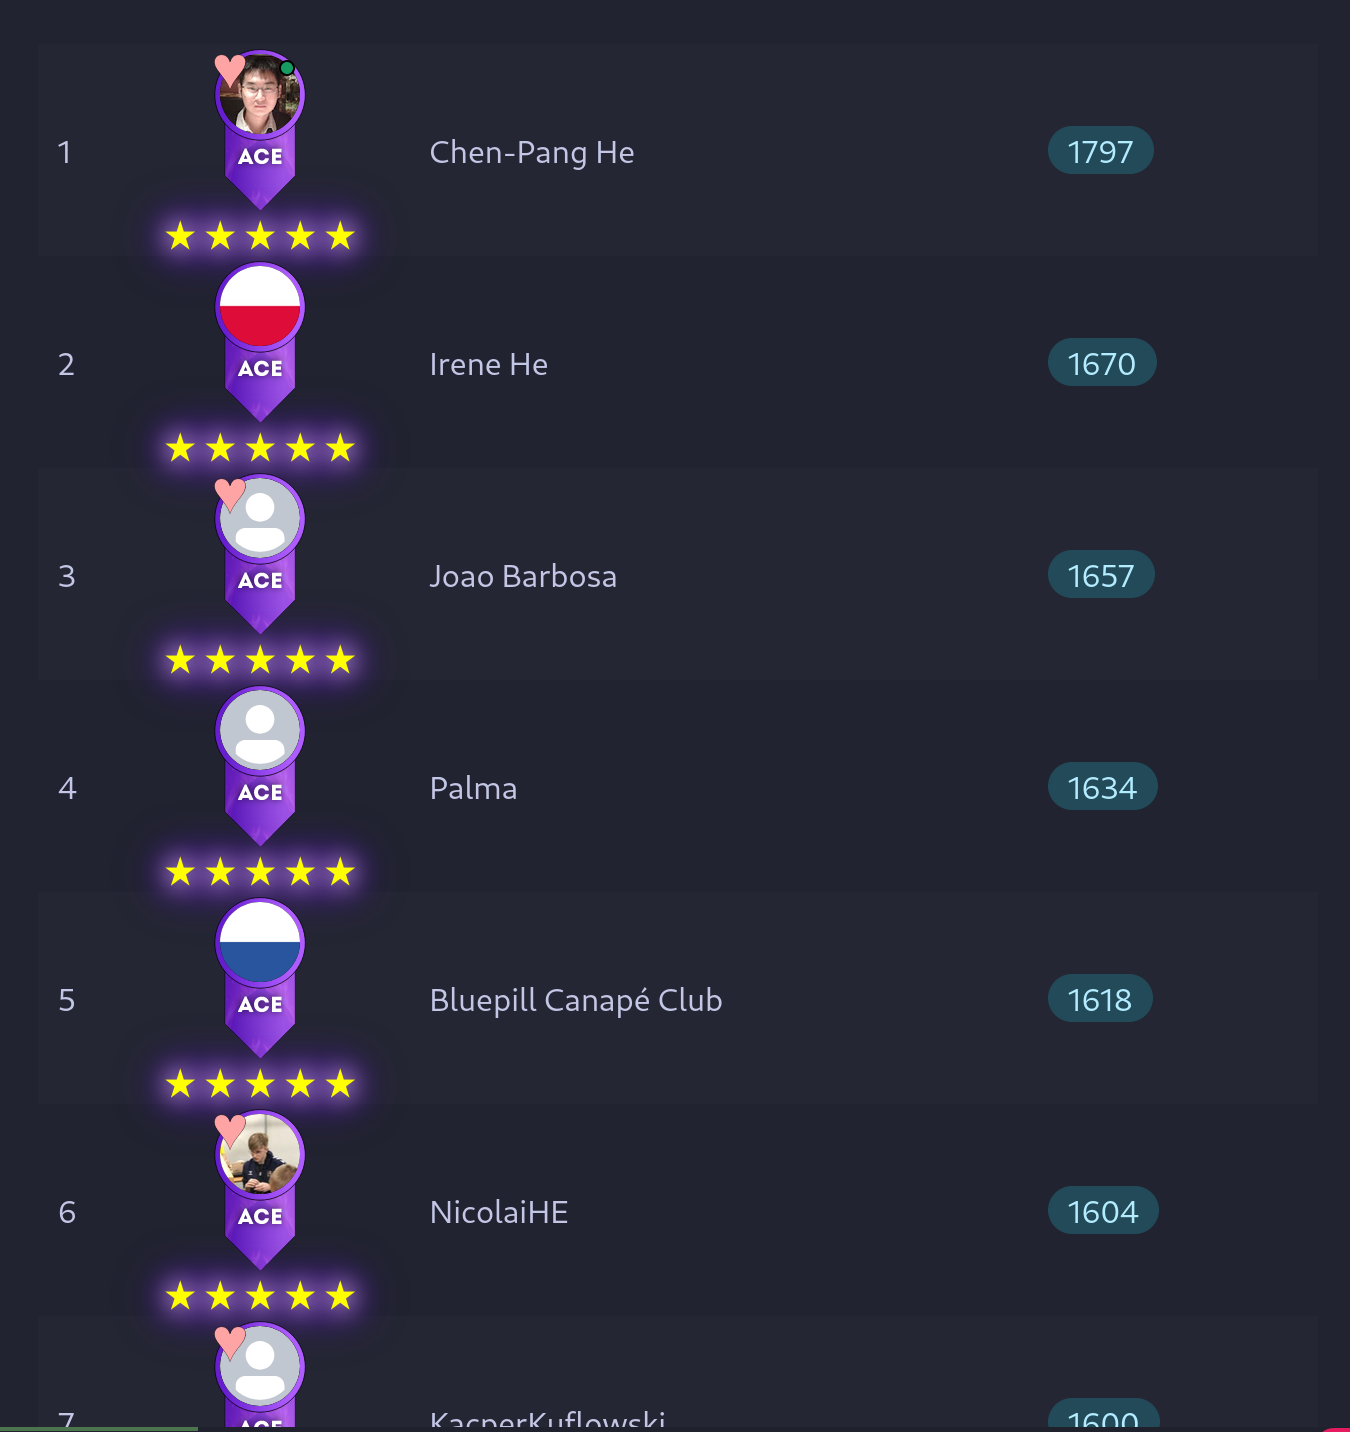 1
ACE
Chen-Pang He
1797
2
ACE
Irene He
1670
3
ACE
Joao Barbosa
1657
4
ACE
Palma
1634
5
ACE
Bluepill Canapé Club
1618
6
ACE
NicolaiHE
1604
7
ACE
KacperKuflowski
1600